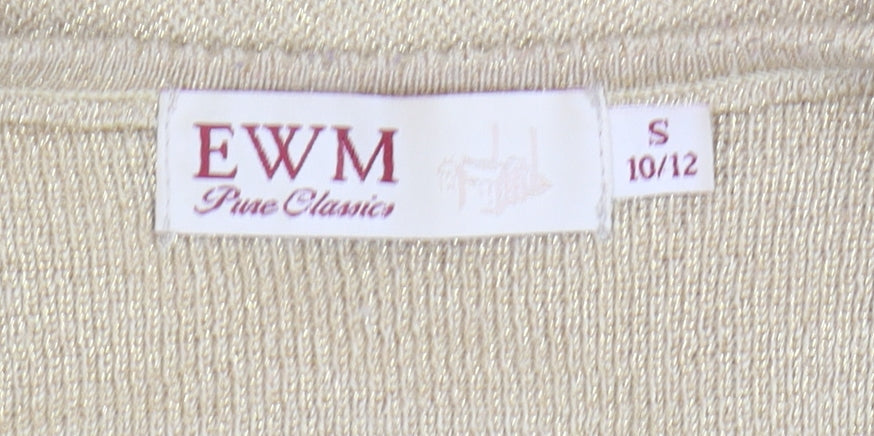 EWM
Pure Classics
S
10/12